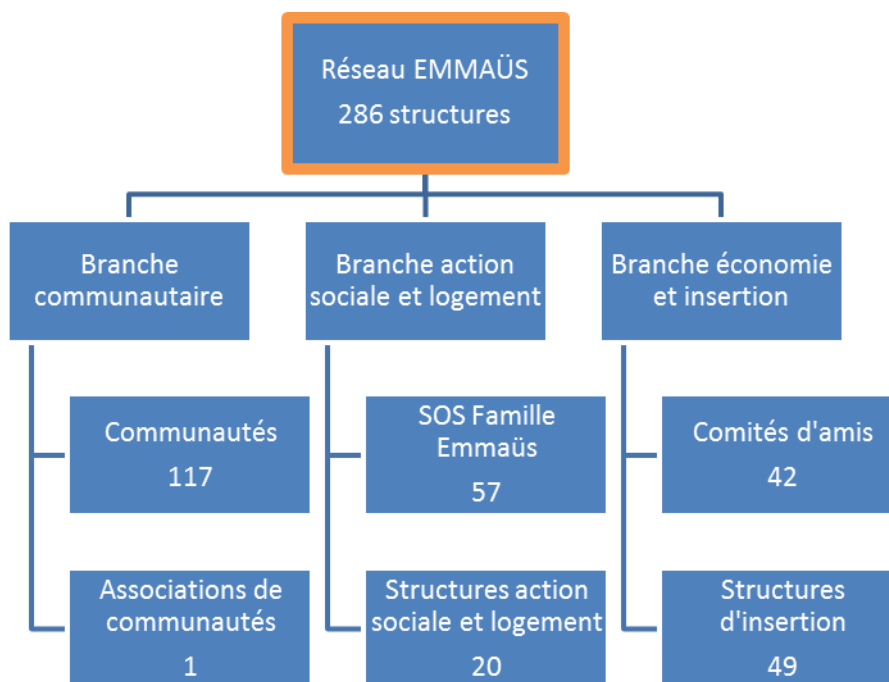 Réseau EMMAÜS
286 structures
Branche
communautaire
Branche action
sociale et logement
Branche économie
et insertion
Communautés
117
SOS Famille
Emmaüs
57
Comités d'amis
42
Associations de
communautés
1
Structures action
sociale et logement
20
Structures
d'insertion
49